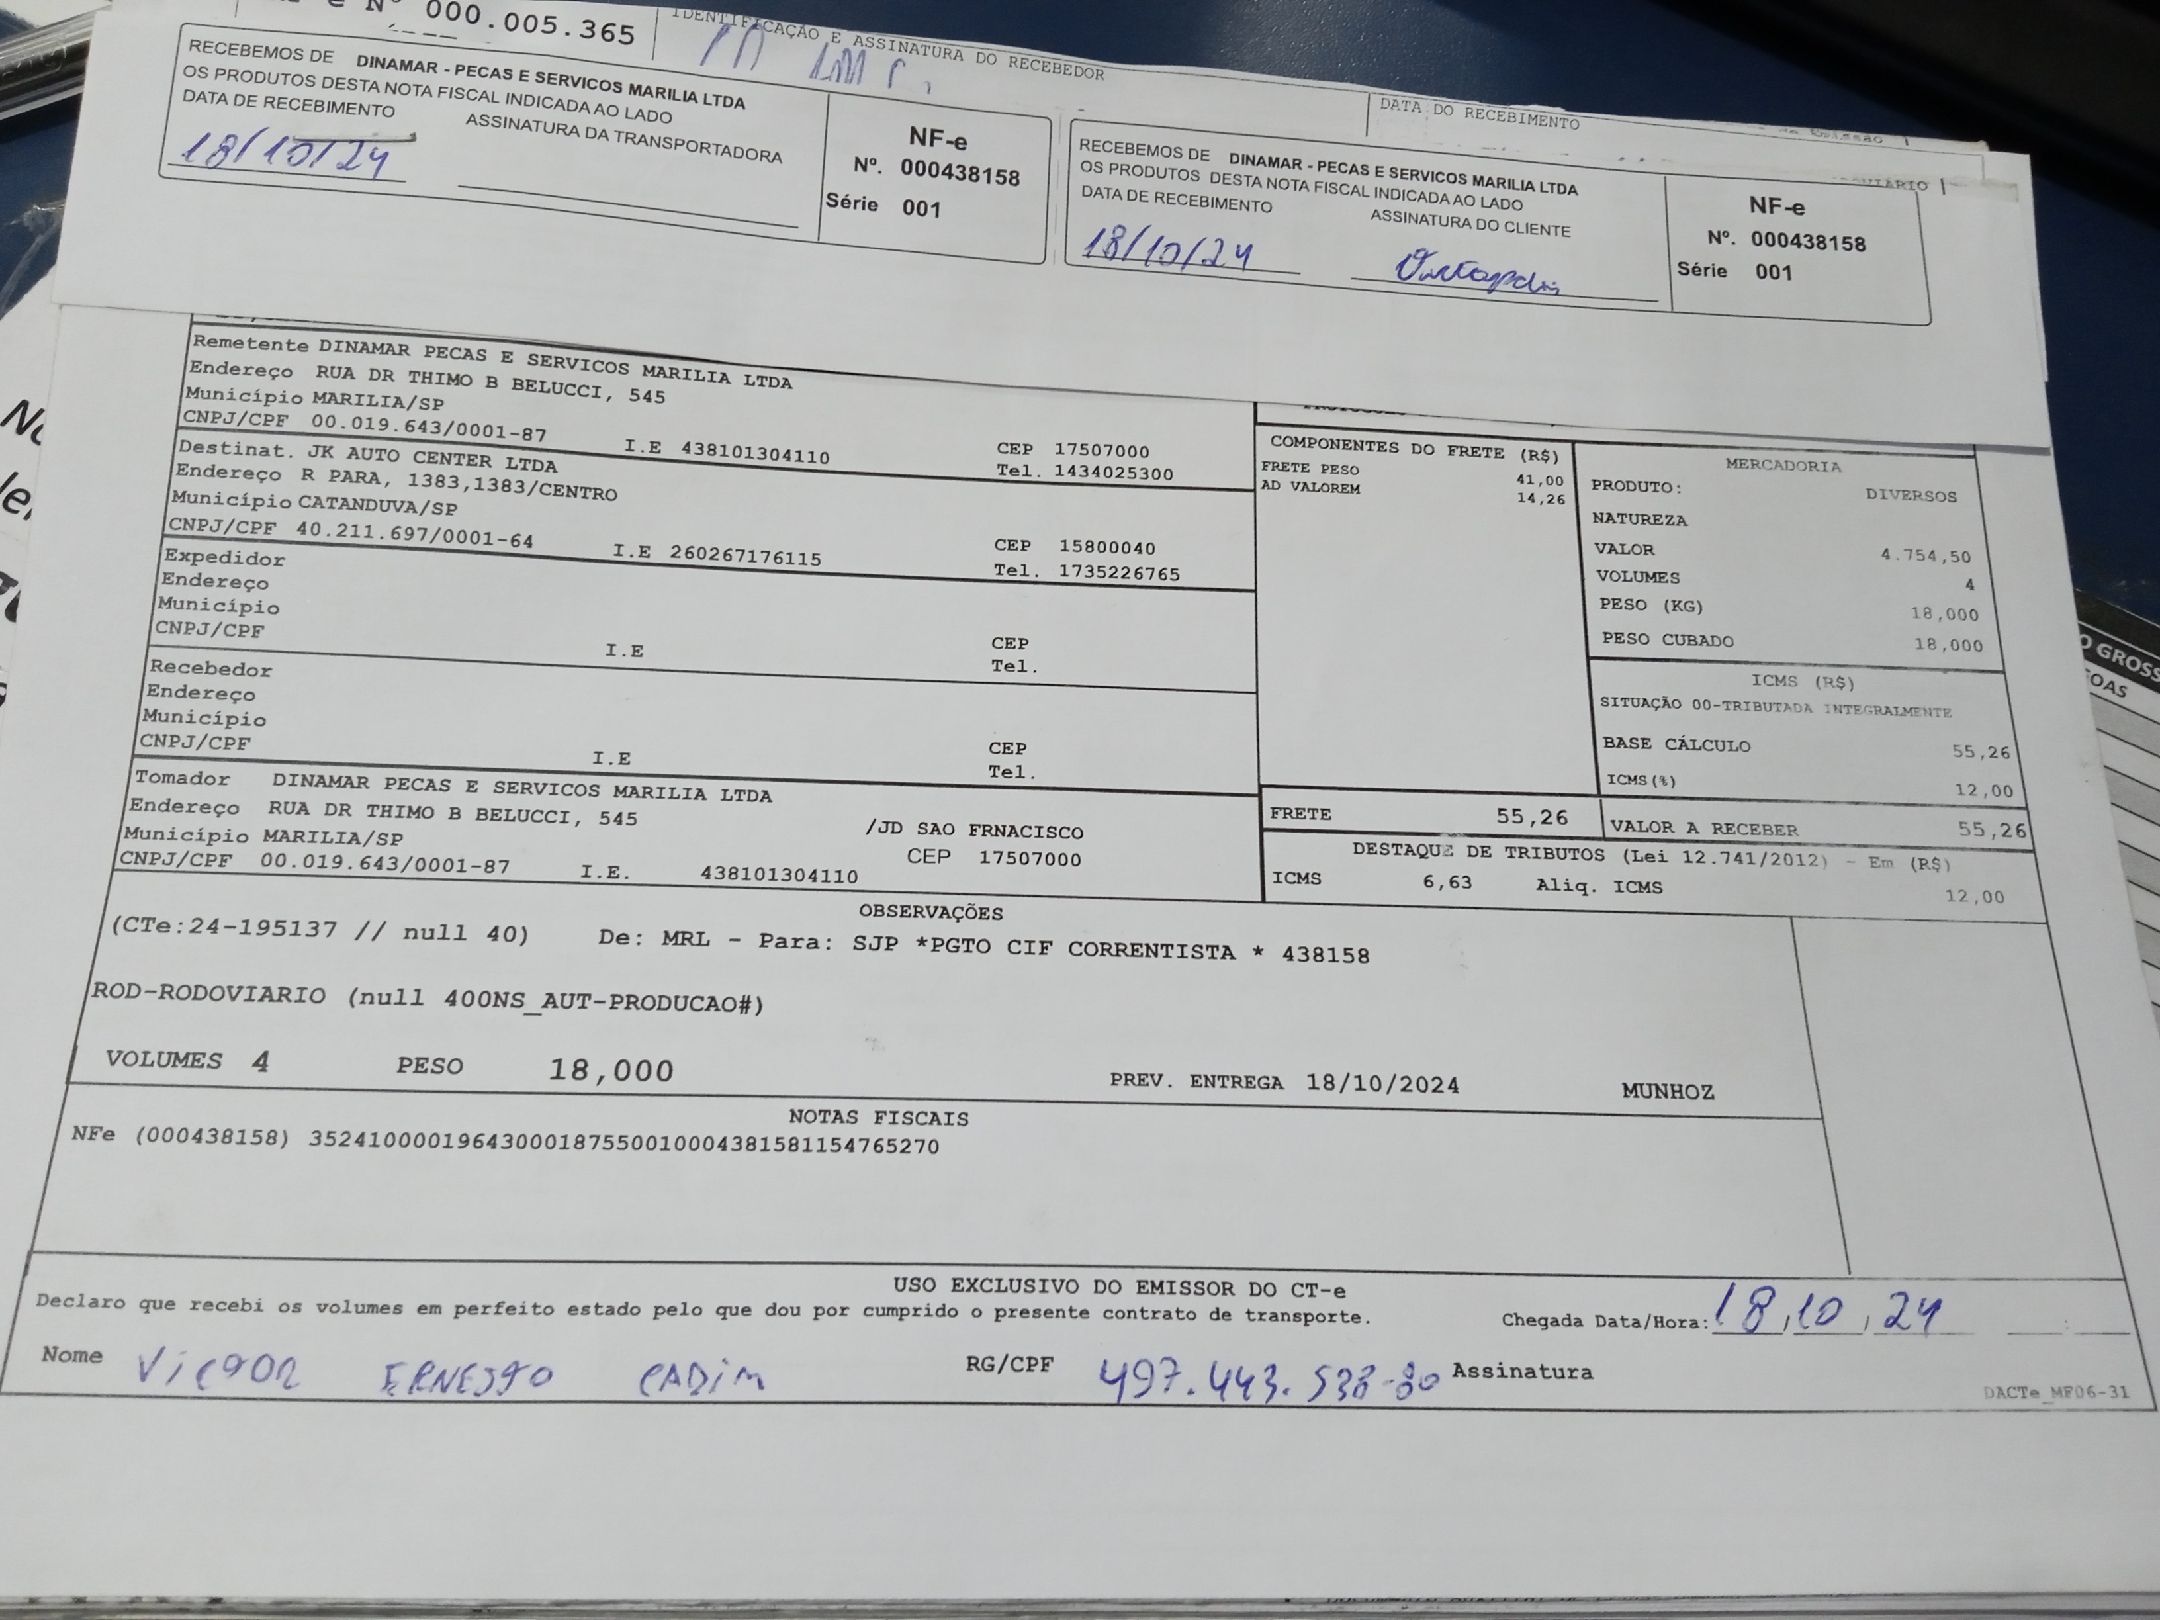 Nº 000.005.365
IDENTIFICAÇÃO E ASSINATURA DO RECEBEDOR
DATA DO RECEBIMENTO
RECEBEMOS DE DINAMAR - PECAS E SERVICOS MARILIA LTDA
OS PRODUTOS DESTA NOTA FISCAL INDICADA AO LADO
DATA DE RECEBIMENTO ASSINATURA DA TRANSPORTADORA
18/10/24
NF-e
Nº. 000438158
Série 001
RECEBEMOS DE DINAMAR - PECAS E SERVICOS MARILIA LTDA
OS PRODUTOS DESTA NOTA FISCAL INDICADA AO LADO
DATA DE RECEBIMENTO ASSINATURA DO CLIENTE
18/10/24
NF-e
Nº. 000438158
Série 001
Remetente DINAMAR PECAS E SERVICOS MARILIA LTDA
Endereço RUA DR THIMO B BELUCCI, 545
Município MARILIA/SP
CNPJ/CPF 00.019.643/0001-87 I.E 438101304110 CEP 17507000
Tel. 1434025300
Destinat. JK AUTO CENTER LTDA
Endereço R PARA, 1383,1383/CENTRO
Município CATANDUVA/SP
CNPJ/CPF 40.211.697/0001-64 I.E 260267176115 CEP 15800040
Tel. 1735226765
Expedidor
Endereço
Município
CNPJ/CPF I.E CEP
Tel.
Recebedor
Endereço
Município
CNPJ/CPF I.E CEP
Tel.
Tomador DINAMAR PECAS E SERVICOS MARILIA LTDA
Endereço RUA DR THIMO B BELUCCI, 545 /JD SAO FRNACISCO
Município MARILIA/SP CEP 17507000
CNPJ/CPF 00.019.643/0001-87 I.E. 438101304110
COMPONENTES DO FRETE (R$)
FRETE PESO 41,00
AD VALOREM 14,26
MERCADORIA
PRODUTO: DIVERSOS
NATUREZA
VALOR 4.754,50
VOLUMES 4
PESO (KG) 18,000
PESO CUBADO 18,000
ICMS (R$)
SITUAÇÃO 00-TRIBUTADA INTEGRALMENTE
BASE CÁLCULO 55,26
ICMS(%) 12,00
FRETE 55,26 VALOR A RECEBER 55,26
DESTAQUE DE TRIBUTOS (Lei 12.741/2012) - Em (R$)
ICMS 6,63 Aliq. ICMS 12,00
OBSERVAÇÕES
(CTe:24-195137 // null 40) De: MRL - Para: SJP *PGTO CIF CORRENTISTA * 438158
ROD-RODOVIARIO (null 400NS_AUT-PRODUCAO#)
VOLUMES 4 PESO 18,000 PREV. ENTREGA 18/10/2024 MUNHOZ
NOTAS FISCAIS
NFe (000438158) 35241000019643000187550010004381581154765270
USO EXCLUSIVO DO EMISSOR DO CT-e
Declaro que recebi os volumes em perfeito estado pelo que dou por cumprido o presente contrato de transporte. Chegada Data/Hora: 18/10/24
Nome VICTOR ERNESTO CADIM RG/CPF 497.443.538-80 Assinatura
DACTe_MF06-31